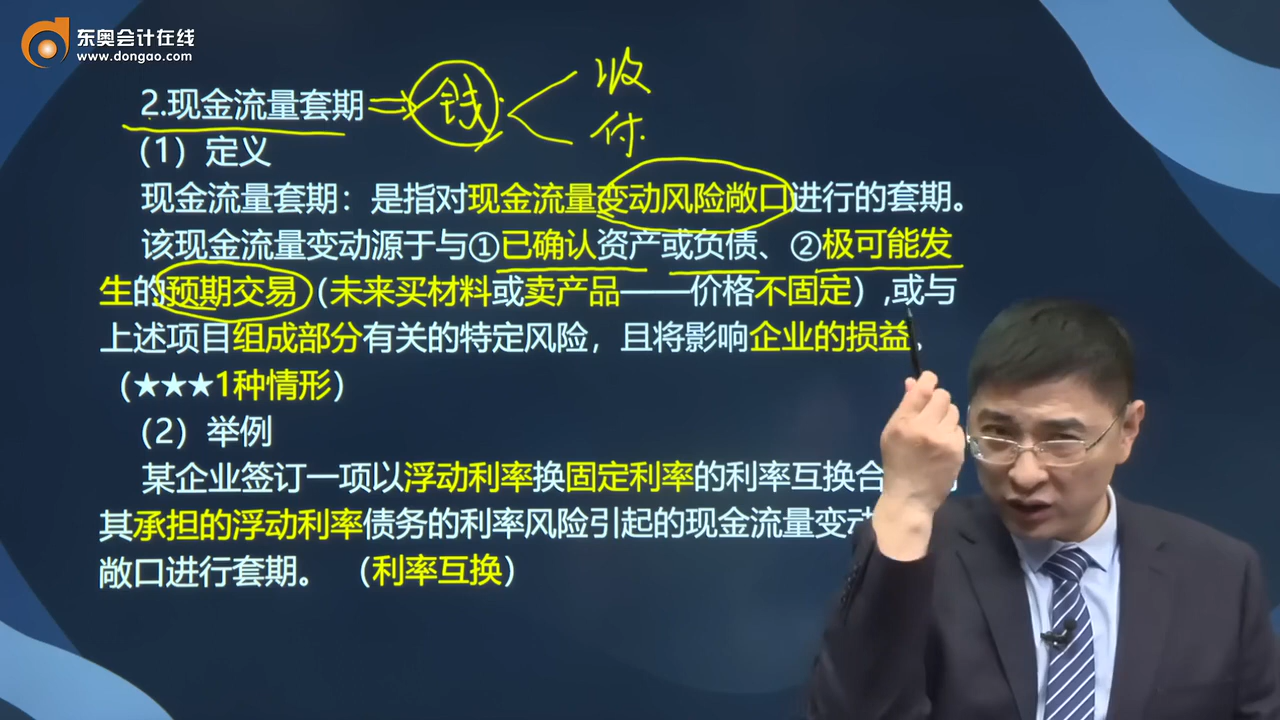 东奥会计在线
www.dongao.com
2.现金流量套期 钱 收
付
（1）定义
现金流量套期：是指对现金流量变动风险敞口进行的套期。
该现金流量变动源于与①已确认资产或负债、②极可能发
生的预期交易（未来买材料或卖产品——价格不固定）,或与
上述项目组成部分有关的特定风险，且将影响企业的损益。
（★★★1种情形）
（2）举例
某企业签订一项以浮动利率换固定利率的利率互换合
其承担的浮动利率债务的利率风险引起的现金流量变动
敞口进行套期。（利率互换）